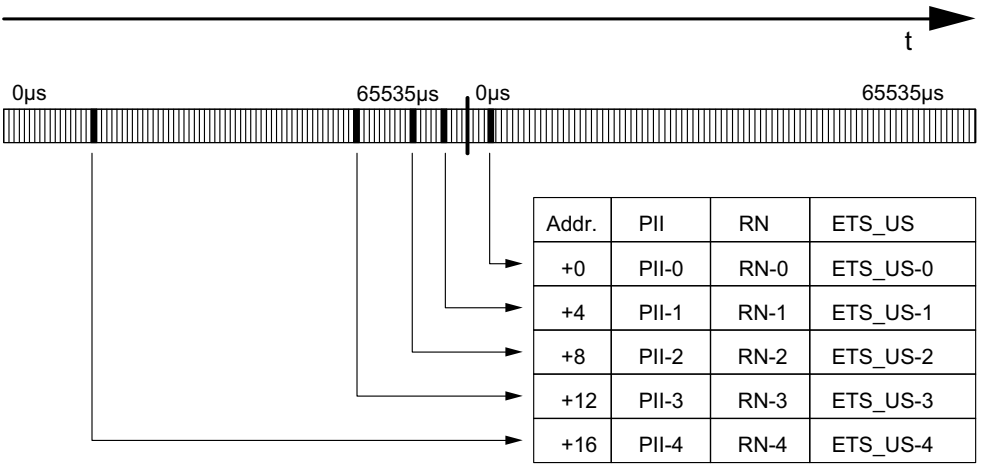 t
0µs 65535µs 0µs 65535µs
Addr. PII RN ETS_US
+0 PII-0 RN-0 ETS_US-0
+4 PII-1 RN-1 ETS_US-1
+8 PII-2 RN-2 ETS_US-2
+12 PII-3 RN-3 ETS_US-3
+16 PII-4 RN-4 ETS_US-4